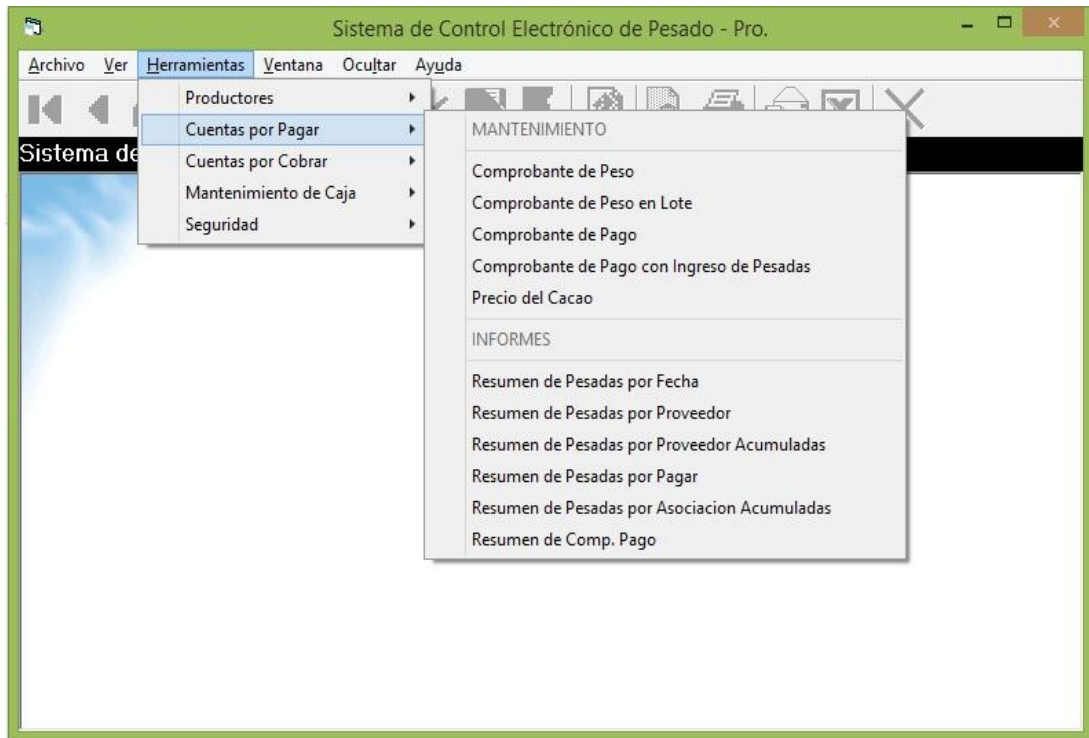 Sistema de Control Electrónico de Pesado - Pro.
Archivo Ver Herramientas Ventana Ocultar Ayuda
Productores
Cuentas por Pagar
Cuentas por Cobrar
Mantenimiento de Caja
Seguridad
Sistema de
MANTENIMIENTO
Comprobante de Peso
Comprobante de Peso en Lote
Comprobante de Pago
Comprobante de Pago con Ingreso de Pesadas
Precio del Cacao
INFORMES
Resumen de Pesadas por Fecha
Resumen de Pesadas por Proveedor
Resumen de Pesadas por Proveedor Acumuladas
Resumen de Pesadas por Pagar
Resumen de Pesadas por Asociacion Acumuladas
Resumen de Comp. Pago